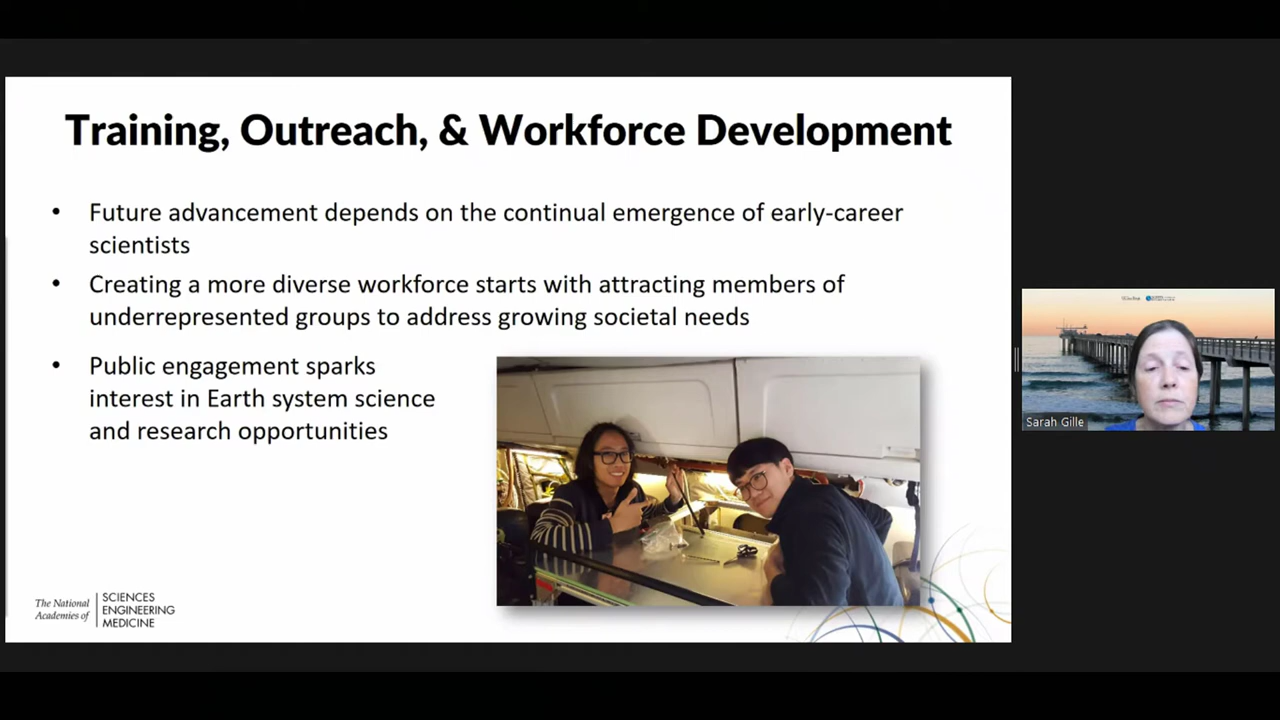 Training, Outreach, & Workforce Development
• Future advancement depends on the continual emergence of early-career
scientists
• Creating a more diverse workforce starts with attracting members of
underrepresented groups to address growing societal needs
• Public engagement sparks
interest in Earth system science
and research opportunities
The National
Academies of
SCIENCES
ENGINEERING
MEDICINE
Sarah Gille